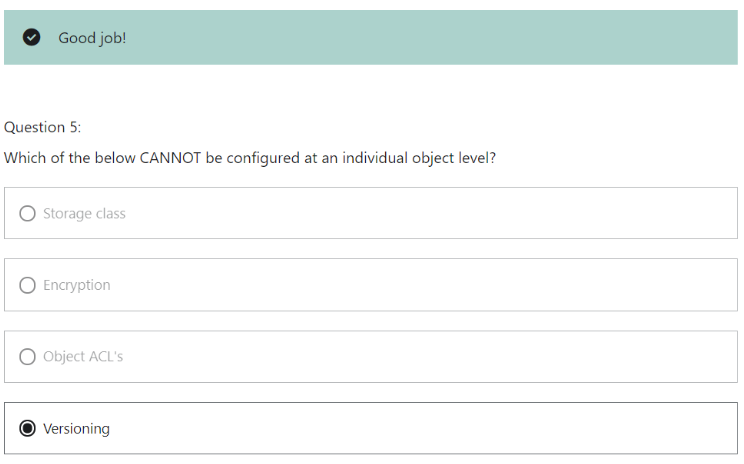 Good job!
Question 5:
Which of the below CANNOT be configured at an individual object level?
Storage class
Encryption
Object ACL's
Versioning